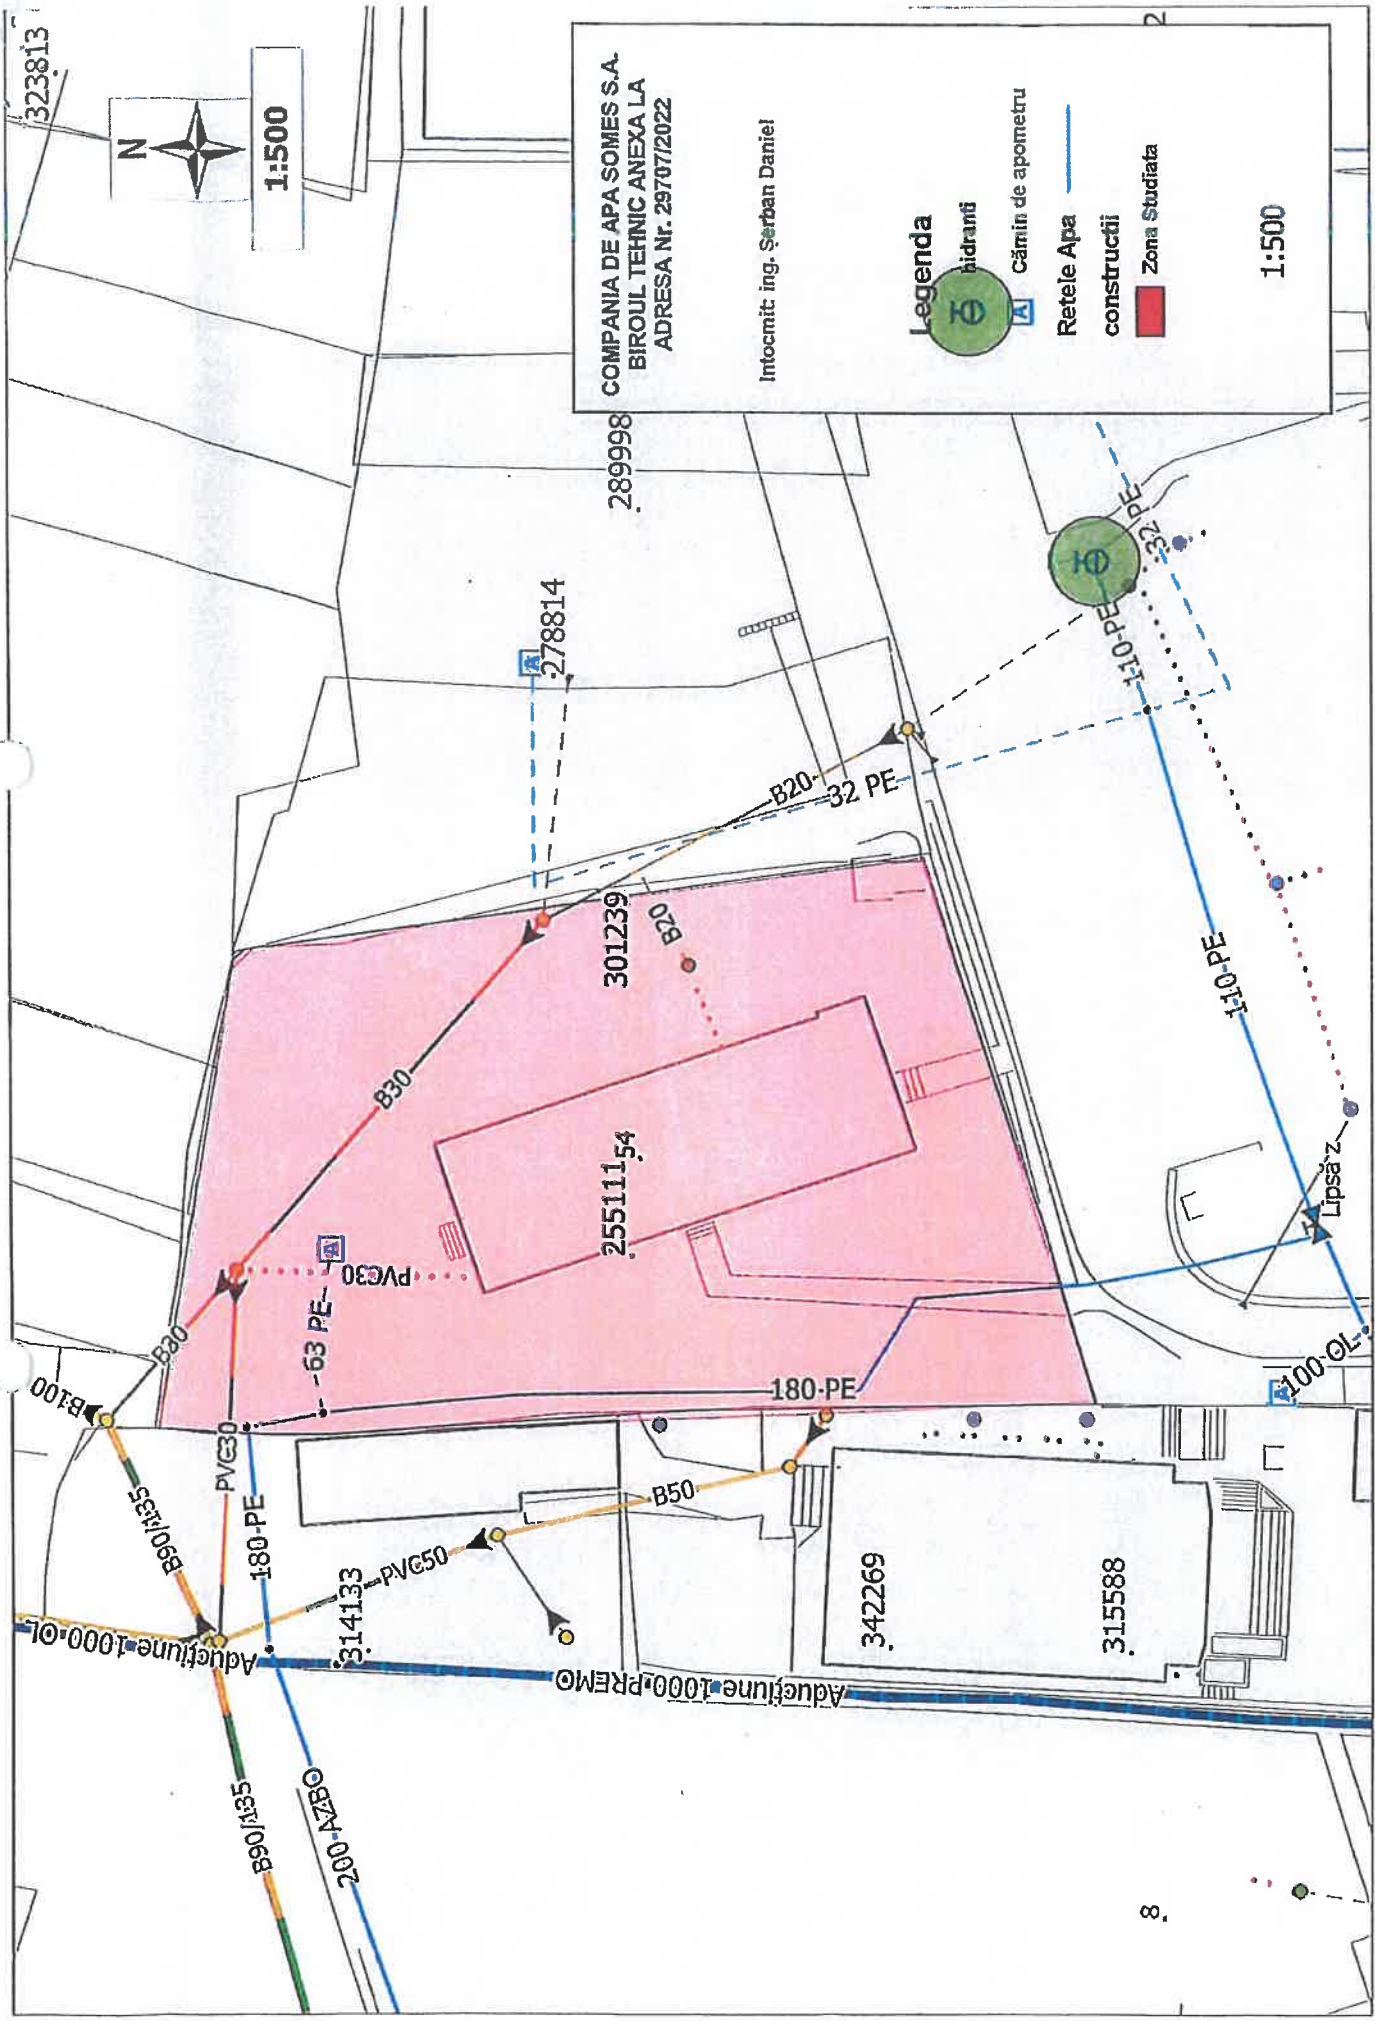 323813
N
1:500
COMPANIA DE APA SOMES S.A.
BIROUL TEHNIC ANEXA LA
ADRESA Nr. 29707/2022
Intocmit: ing. Șerban Daniel
Legenda
hidranti
A
Cămin de apometru
Retele Apa
constructii
Zona Studiata
1:500
2
289998
278814
A
B20
32 PE
32 PE
110-PE
301239
B20
B30
110-PE
255111
54
A
PVC30
63 PE
B30
Lipsă z
B100
180-PE
100-OL
A
PVC30
B90/135
180-PE
B50
PVC50
314133
342269
315588
Aducțiune-1000-OL
Aducțiune-1000-PREMO
B90/135
200-AZBO
8